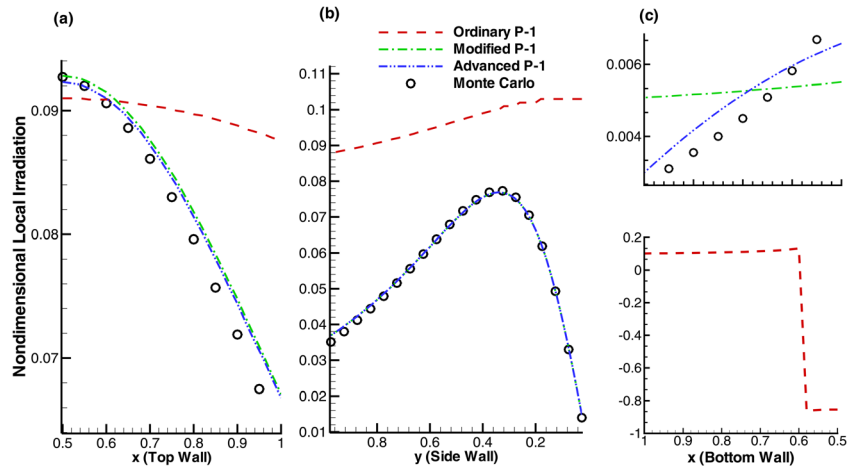 (a)
(b)
(c)
Ordinary P-1
Modified P-1
Advanced P-1
Monte Carlo
Nondimensional Local Irradiation
0.09
0.08
0.07
0.5 0.6 0.7 0.8 0.9 1
x (Top Wall)
0.11
0.1
0.09
0.08
0.07
0.06
0.05
0.04
0.03
0.02
0.01
0.8 0.6 0.4 0.2
y (Side Wall)
0.006
0.004
0.2
0
-0.2
-0.4
-0.6
-0.8
-1
1 0.9 0.8 0.7 0.6 0.5
x (Bottom Wall)